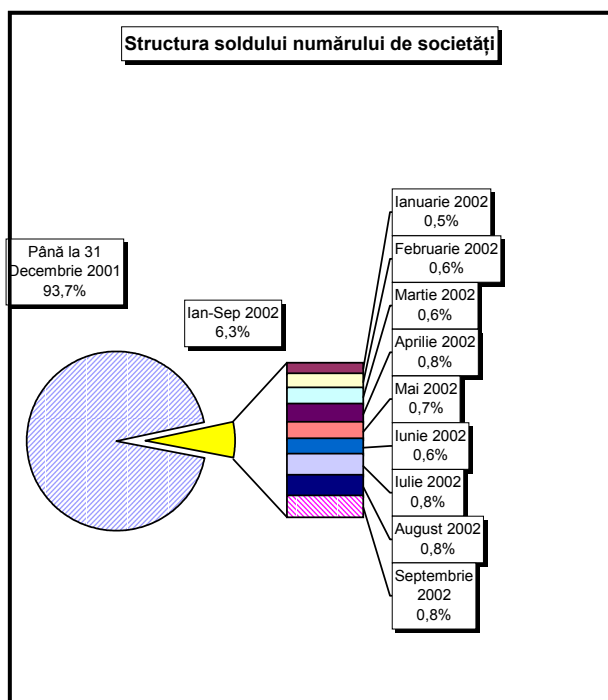 Structura soldului numărului de societăți
Până la 31
Decembrie 2001
93,7%
Ian-Sep 2002
6,3%
Ianuarie 2002
0,5%
Februarie 2002
0,6%
Martie 2002
0,6%
Aprilie 2002
0,8%
Mai 2002
0,7%
Iunie 2002
0,6%
Iulie 2002
0,8%
August 2002
0,8%
Septembrie
2002
0,8%